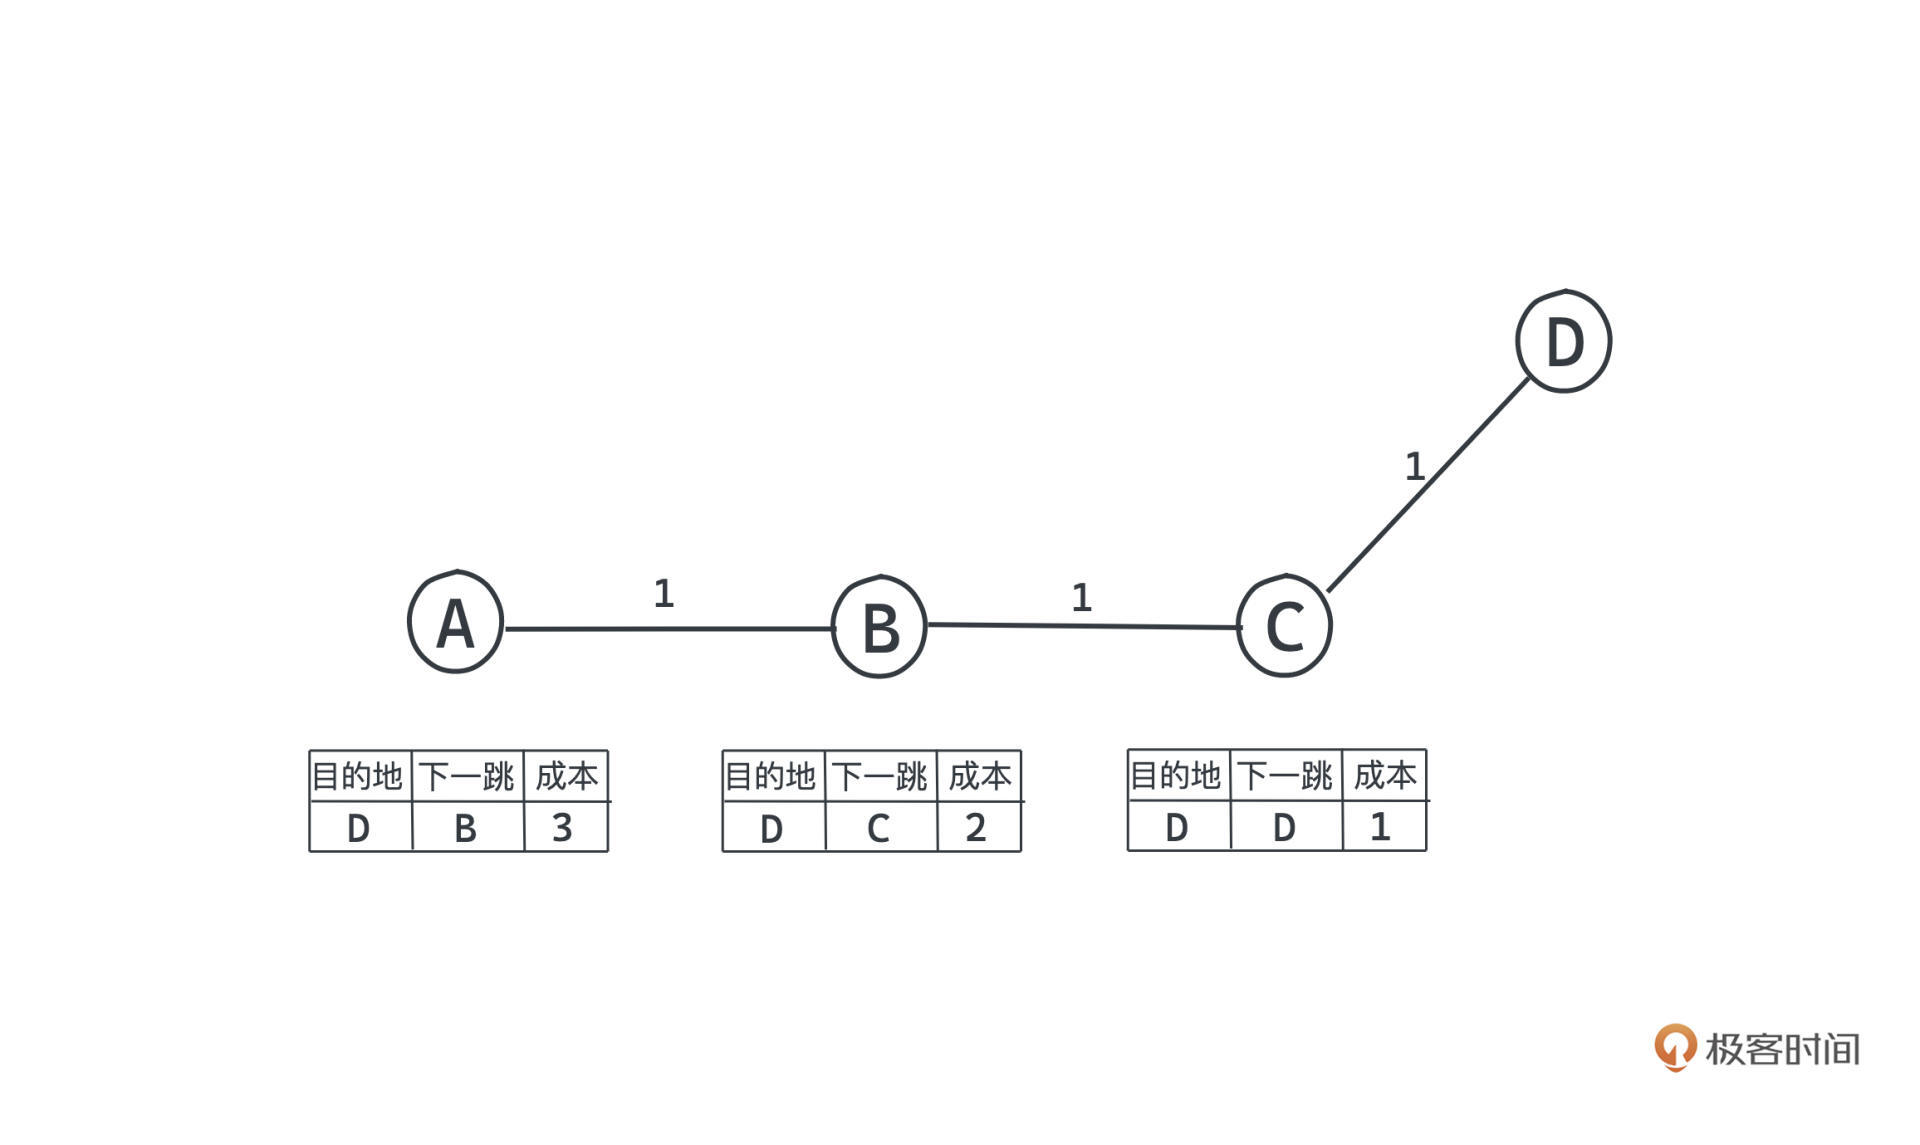 D
1
A
1
B
1
C
目的地 下一跳 成本
D B 3
目的地 下一跳 成本
D C 2
目的地 下一跳 成本
D D 1
极客时间